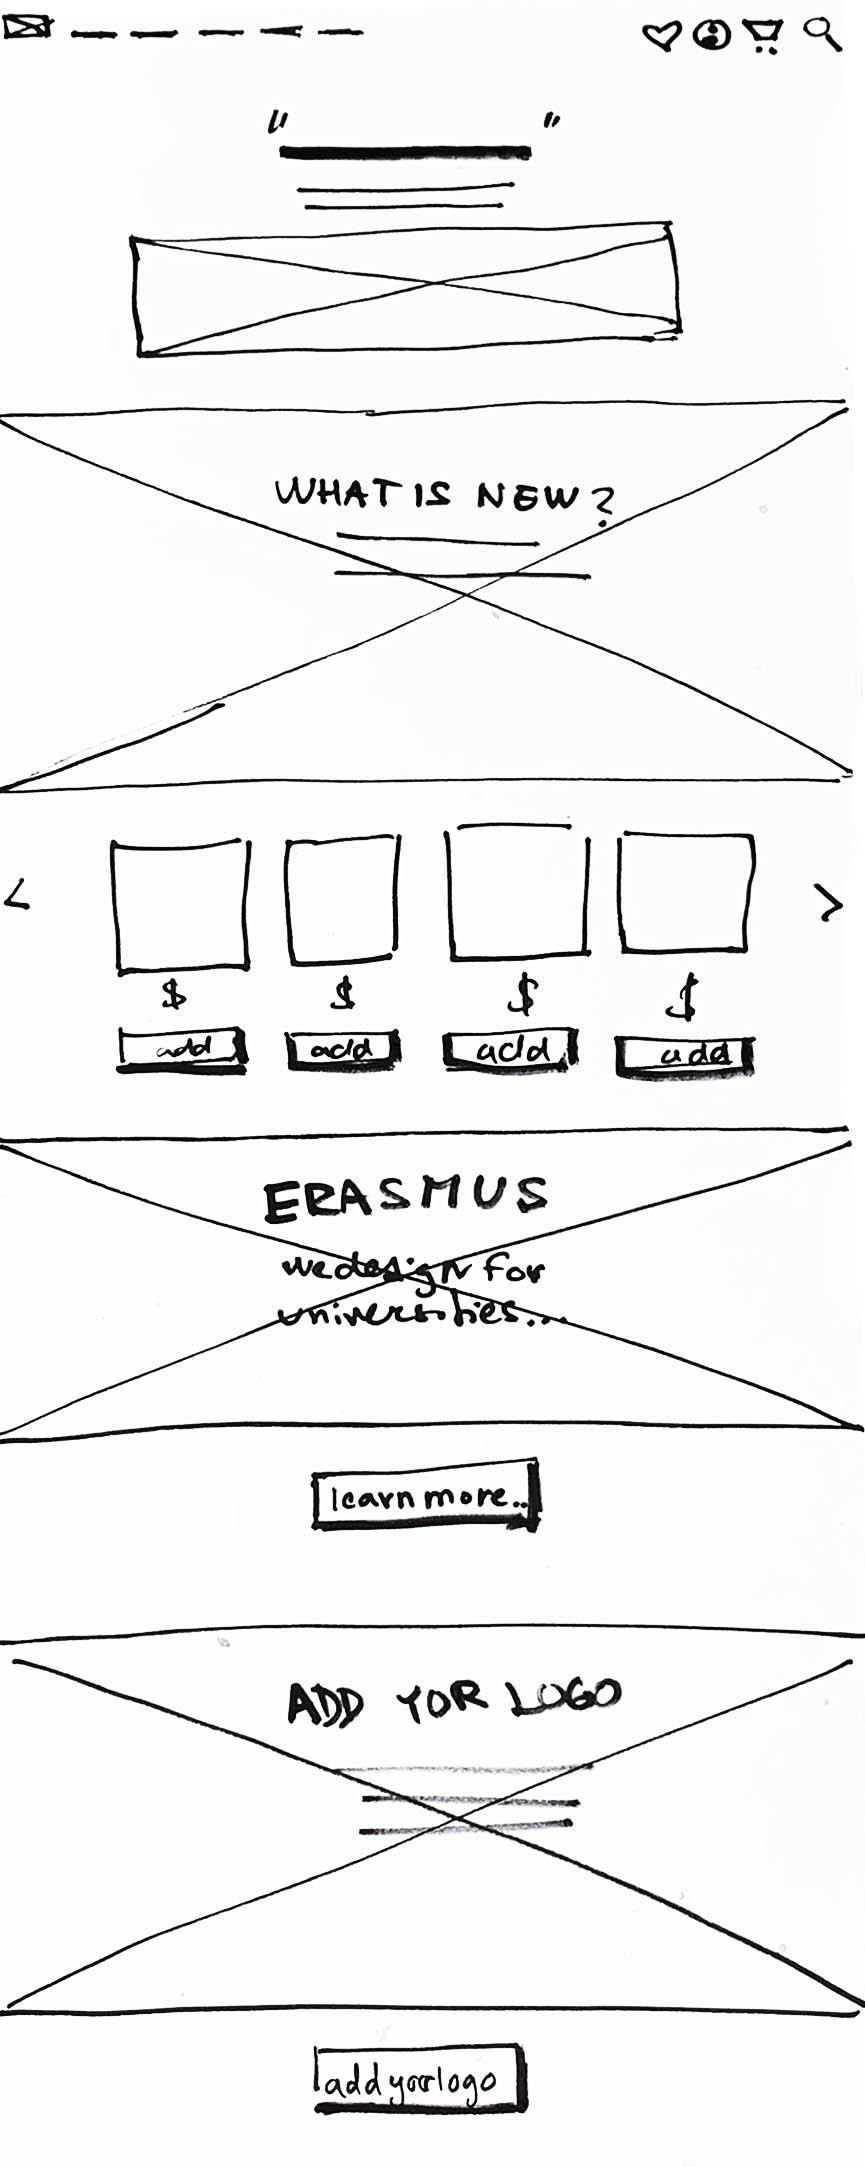 " "
WHAT IS NEW?
$ $ $ $
add add add add
ERASMUS
we design for
universities...
learn more..
ADD YOR LOGO
add your logo